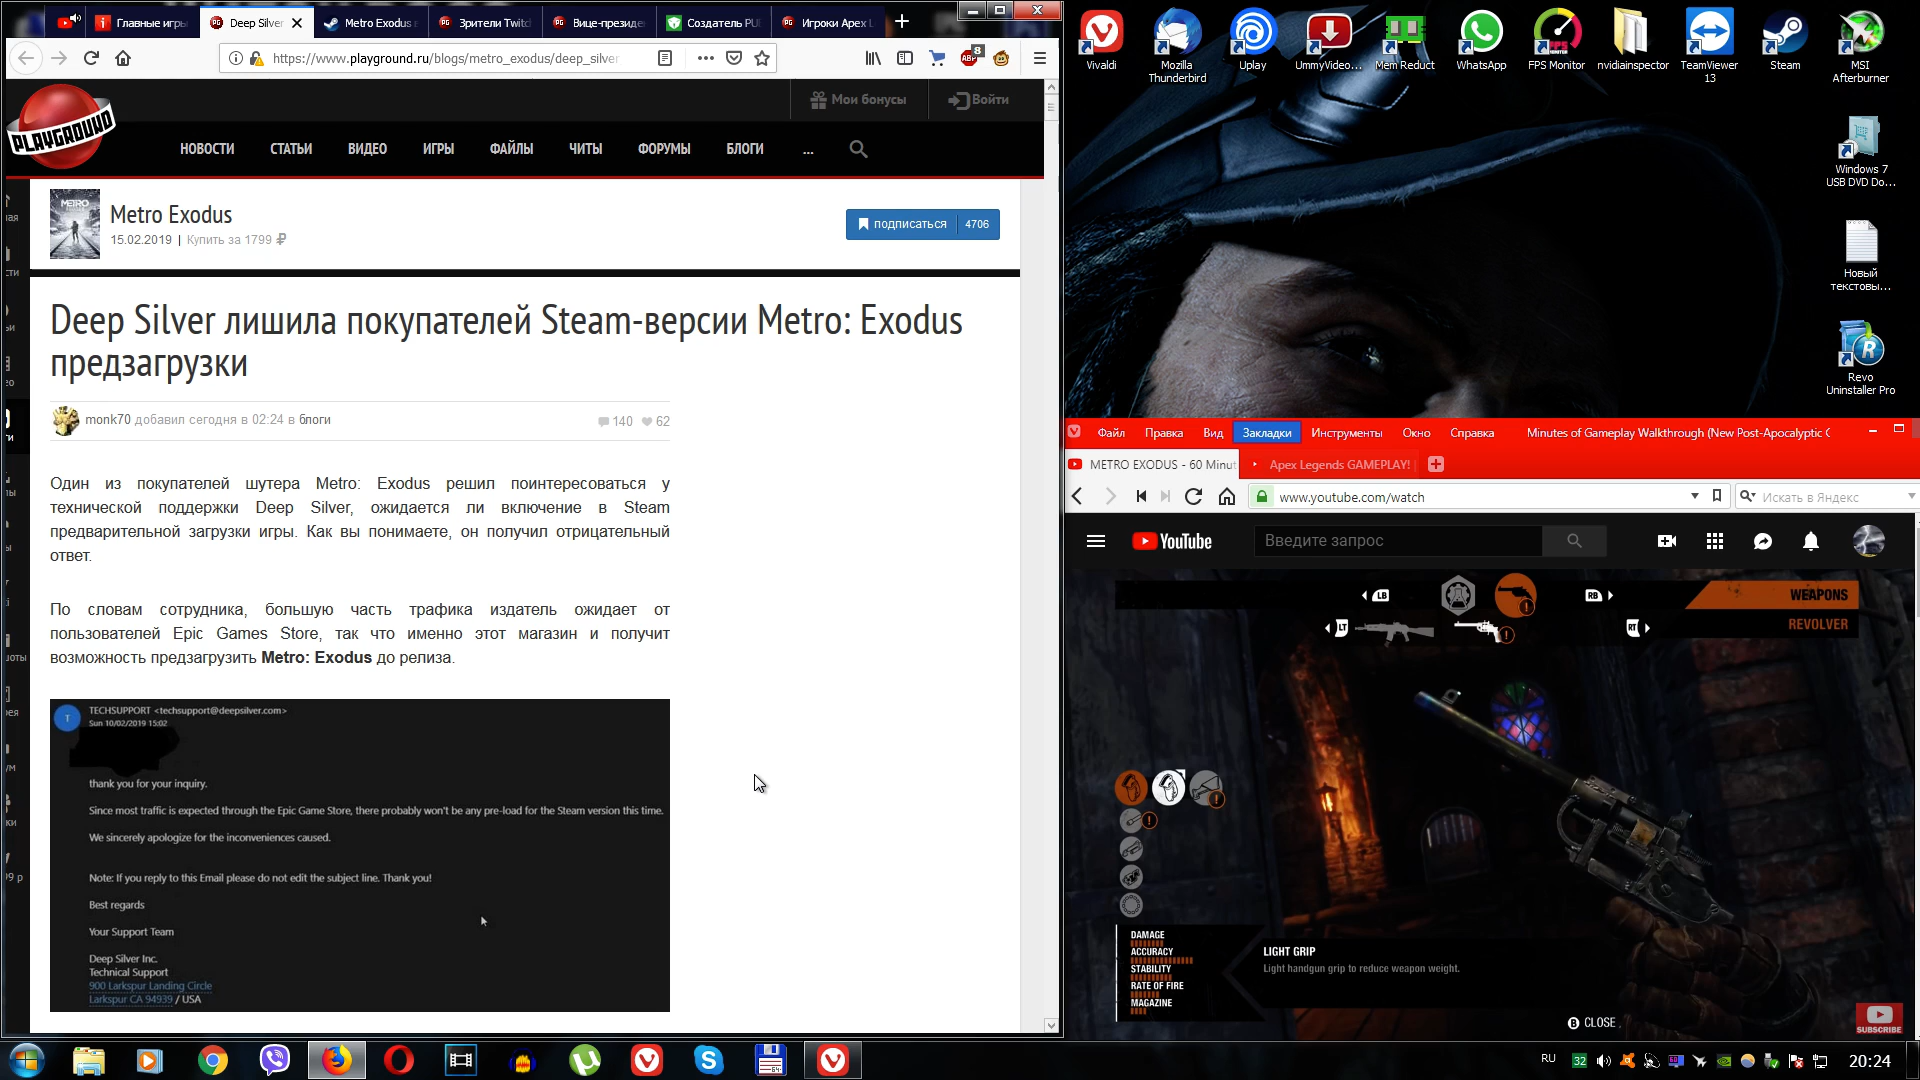 Главные игры
Deep Silver
Metro Exodus
Зрители Twitc
Вице-президе
Создатель PU
Игроки Apex L
https://www.playground.ru/blogs/metro_exodus/deep_silver
8
PLAYGROUND
Мои бонусы
Войти
НОВОСТИ СТАТЬИ ВИДЕО ИГРЫ ФАЙЛЫ ЧИТЫ ФОРУМЫ БЛОГИ ...
METRO
Metro Exodus
15.02.2019 | Купить за 1799 ₽
подписаться 4706
Deep Silver лишила покупателей Steam-версии Metro: Exodus
предзагрузки
monk70 добавил сегодня в 02:24 в блоги
140 62
Один из покупателей шутера Metro: Exodus решил поинтересоваться у
технической поддержки Deep Silver, ожидается ли включение в Steam
предварительной загрузки игры. Как вы понимаете, он получил отрицательный
ответ.
По словам сотрудника, большую часть трафика издатель ожидает от
пользователей Epic Games Store, так что именно этот магазин и получит
возможность предзагрузить Metro: Exodus до релиза.
T
TECHSUPPORT <techsupport@deepsilver.com>
Sun 10/02/2019 15:02
thank you for your inquiry.
Since most traffic is expected through the Epic Game Store, there probably won't be any pre-load for the Steam version this time.
We sincerely apologize for the inconveniences caused.
Note: If you reply to this Email please do not edit the subject line. Thank you!
Best regards
Your Support Team
Deep Silver Inc.
Technical Support
900 Larkspur Landing Circle
Larkspur CA 94939 / USA
Vivaldi
Mozilla
Thunderbird
Uplay
UmmyVideo...
Mem Reduct
WhatsApp
FPS Monitor
nvidiainspector
TeamViewer
13
Steam
MSI
Afterburner
Windows 7
USB DVD Do...
Новый
текстовы...
Revo
Uninstaller Pro
Файл Правка Вид Закладки Инструменты Окно Справка
Minutes of Gameplay Walkthrough (New Post-Apocalyptic
METRO EXODUS - 60 Minut
Apex Legends GAMEPLAY!
www.youtube.com/watch
Искать в Яндекс
YouTube
Введите запрос
LB
RB
WEAPONS
LT
RT
REVOLVER
DAMAGE
ACCURACY
STABILITY
RATE OF FIRE
MAGAZINE
LIGHT GRIP
Light handgun grip to reduce weapon weight.
B CLOSE
SUBSCRIBE
RU
32
20:24